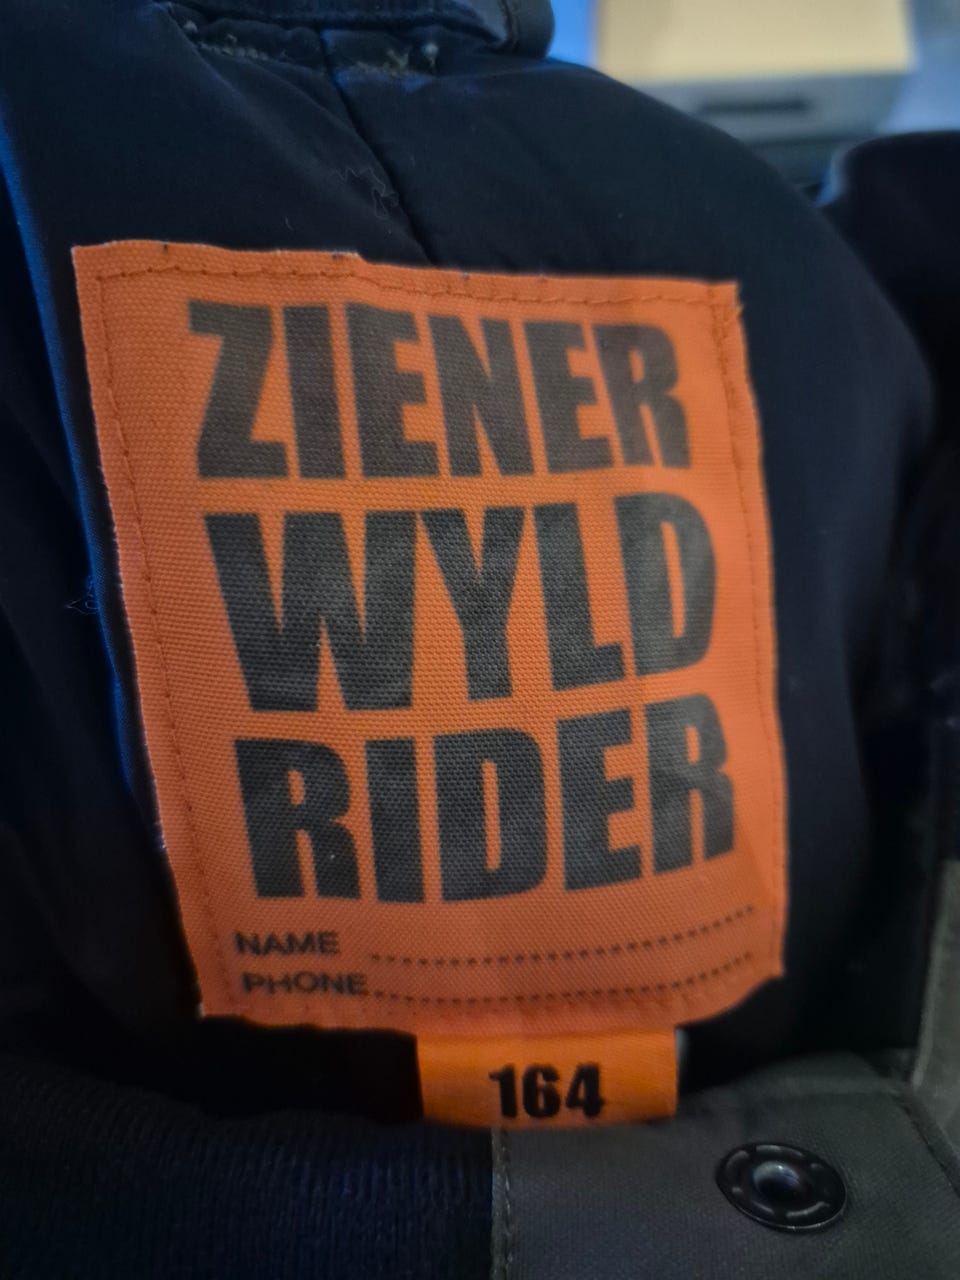 ZIENER
WYLD
RIDER
NAME ....................
PHONE ....................
164